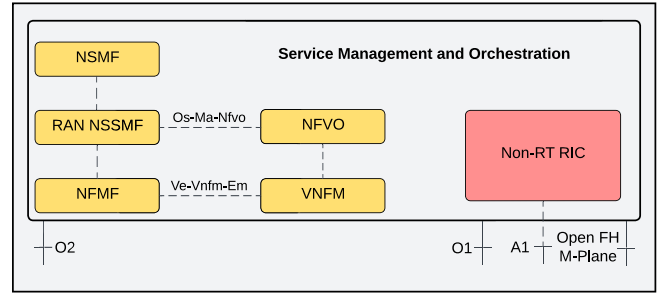 NSMF
Service Management and Orchestration
RAN NSSMF
Os-Ma-Nfvo
NFVO
Non-RT RIC
NFMF
Ve-Vnfm-Em
VNFM
O2
O1
A1
Open FH
M-Plane